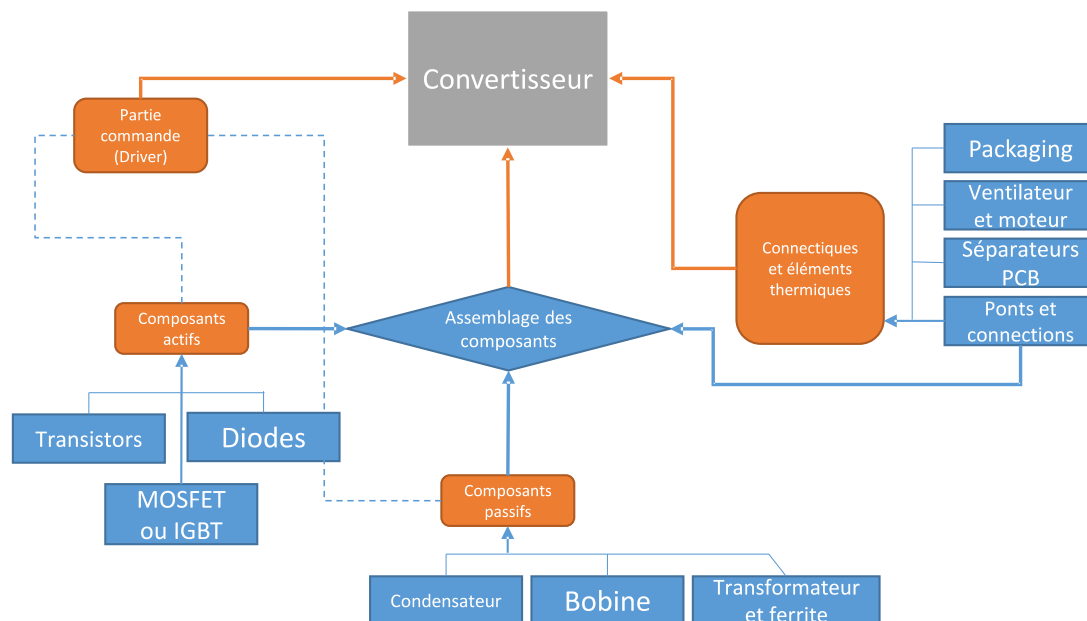 Convertisseur
Partie
commande
(Driver)
Packaging
Ventilateur
et moteur
Connectiques
et éléments
thermiques
Séparateurs
PCB
Ponts et
connections
Composants
actifs
Assemblage des
composants
Transistors
Diodes
MOSFET
ou IGBT
Composants
passifs
Condensateur
Bobine
Transformateur
et ferrite